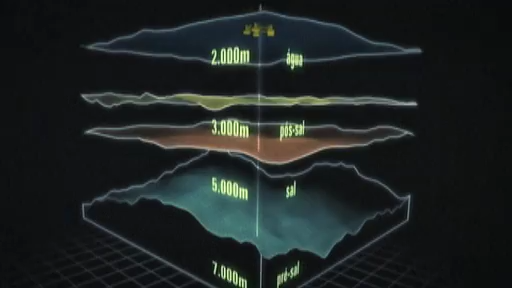 2.000m água
3.000m pós-sal
5.000m sal
7.000m pré-sal